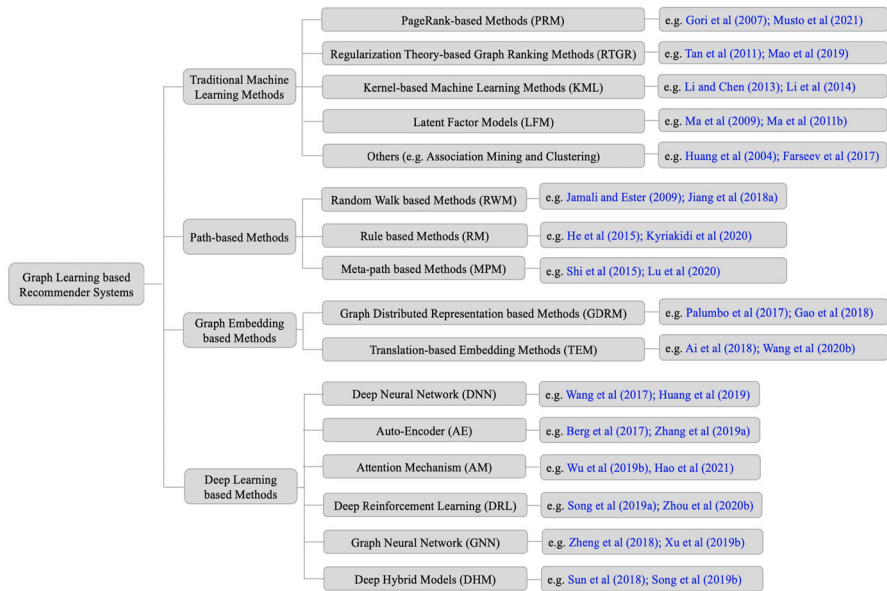 PageRank-based Methods (PRM)
e.g. Gori et al (2007); Musto et al (2021)
Regularization Theory-based Graph Ranking Methods (RTGR)
e.g. Tan et al (2011); Mao et al (2019)
Traditional Machine
Learning Methods
Kernel-based Machine Learning Methods (KML)
e.g. Li and Chen (2013); Li et al (2014)
Latent Factor Models (LFM)
e.g. Ma et al (2009); Ma et al (2011b)
Others (e.g. Association Mining and Clustering)
e.g. Huang et al (2004); Farseev et al (2017)
Random Walk based Methods (RWM)
e.g. Jamali and Ester (2009); Jiang et al (2018a)
Path-based Methods
Rule based Methods (RM)
e.g. He et al (2015); Kyriakidi et al (2020)
Meta-path based Methods (MPM)
e.g. Shi et al (2015); Lu et al (2020)
Graph Learning based
Recommender Systems
Graph Embedding
based Methods
Graph Distributed Representation based Methods (GDRM)
e.g. Palumbo et al (2017); Gao et al (2018)
Translation-based Embedding Methods (TEM)
e.g. Ai et al (2018); Wang et al (2020b)
Deep Neural Network (DNN)
e.g. Wang et al (2017); Huang et al (2019)
Auto-Encoder (AE)
e.g. Berg et al (2017); Zhang et al (2019a)
Attention Mechanism (AM)
e.g. Wu et al (2019b), Hao et al (2021)
Deep Learning
based Methods
Deep Reinforcement Learning (DRL)
e.g. Song et al (2019a); Zhou et al (2020b)
Graph Neural Network (GNN)
e.g. Zheng et al (2018); Xu et al (2019b)
Deep Hybrid Models (DHM)
e.g. Sun et al (2018); Song et al (2019b)